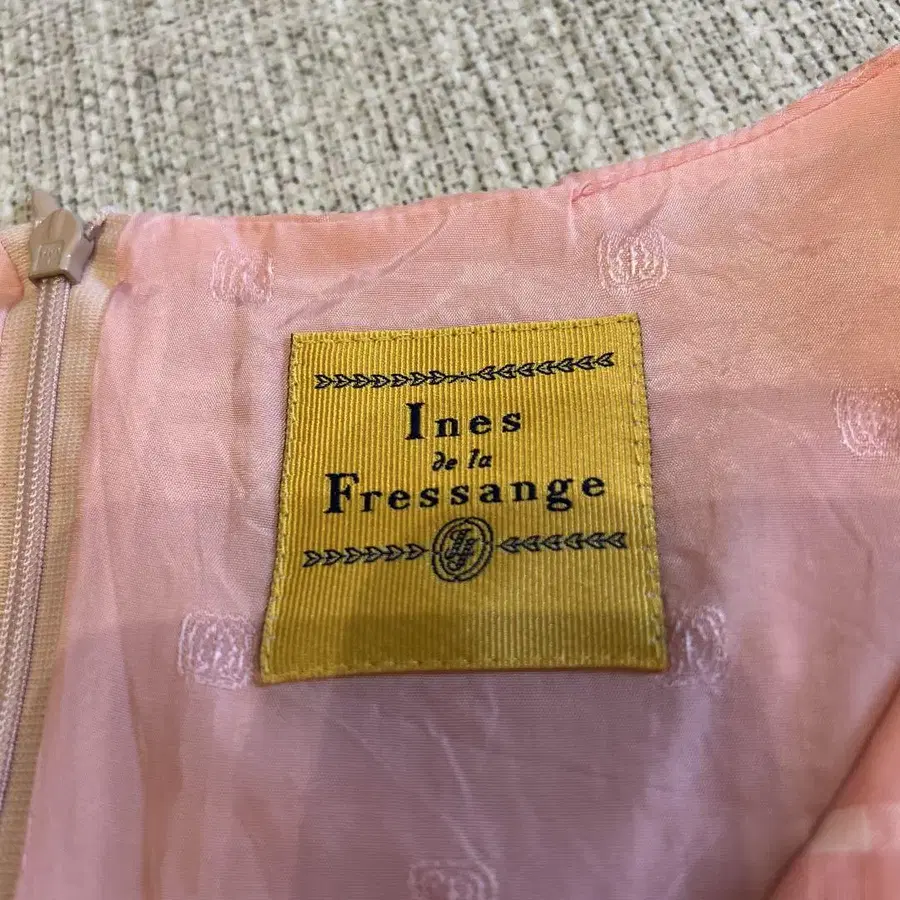 Ines
de la
Fressange